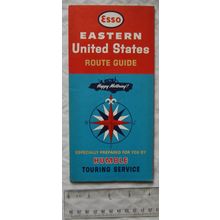 Esso
EASTERN
United States
ROUTE GUIDE
Happy Motoring!
ESPECIALLY PREPARED FOR YOU BY
HUMBLE
TOURING SERVICE